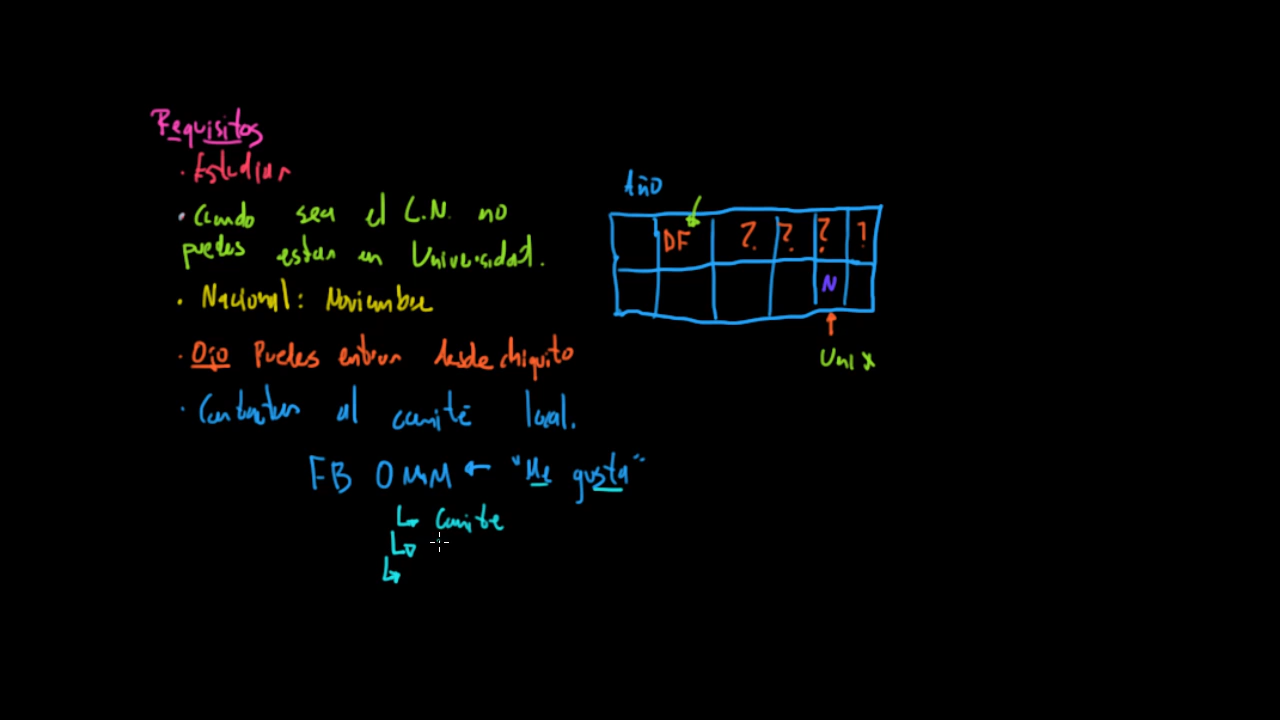 Requisitos
· Estudiar
· Cuando sea el C.N. no
puedes estar en Universidad.
· Nacional: Noviembre
· Ojo Puedes entrar desde chiquito
· Contactar al comité local.
FB OMM ← "Me gusta"
↳ Comite
Año
DF ? ? ? ?
N
Uni x